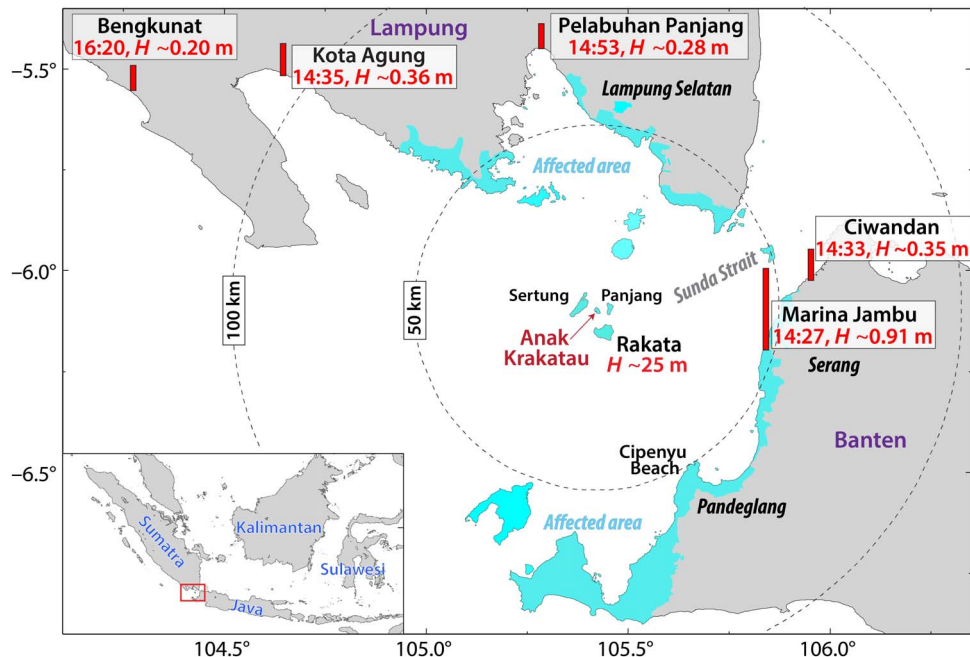 Bengkunat
16:20, H ~0.20 m
Lampung
Kota Agung
14:35, H ~0.36 m
Pelabuhan Panjang
14:53, H ~0.28 m
−5.5°
Lampung Selatan
Affected area
Ciwandan
14:33, H ~0.35 m
−6.0°
Sunda Strait
100 km
50 km
Sertung
Panjang
Anak
Krakatau
Rakata
H ~25 m
Marina Jambu
14:27, H ~0.91 m
Serang
Banten
−6.5°
Cipenyu
Beach
Pandeglang
Affected area
Sumatra
Kalimantan
Sulawesi
Java
104.5°
105.0°
105.5°
106.0°